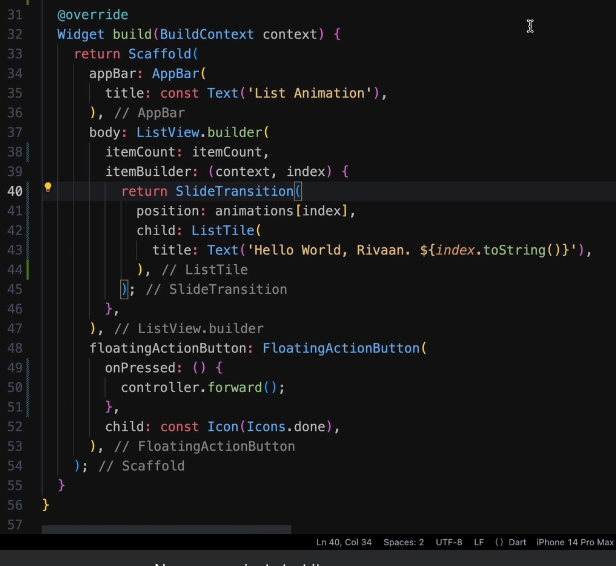 31 @override
32 Widget build(BuildContext context) {
33 return Scaffold(
34 appBar: AppBar(
35 title: const Text('List Animation'),
36 ), // AppBar
37 body: ListView.builder(
38 itemCount: itemCount,
39 itemBuilder: (context, index) {
40 return SlideTransition(
41 position: animations[index],
42 child: ListTile(
43 title: Text('Hello World, Rivaan. ${index.toString()}'),
44 ), // ListTile
45 ); // SlideTransition
46 },
47 ), // ListView.builder
48 floatingActionButton: FloatingActionButton(
49 onPressed: () {
50 controller.forward();
51 },
52 child: const Icon(Icons.done),
53 ), // FloatingActionButton
54 ); // Scaffold
55 }
56 }
57
Ln 40, Col 34 Spaces: 2 UTF-8 LF {} Dart iPhone 14 Pro Max